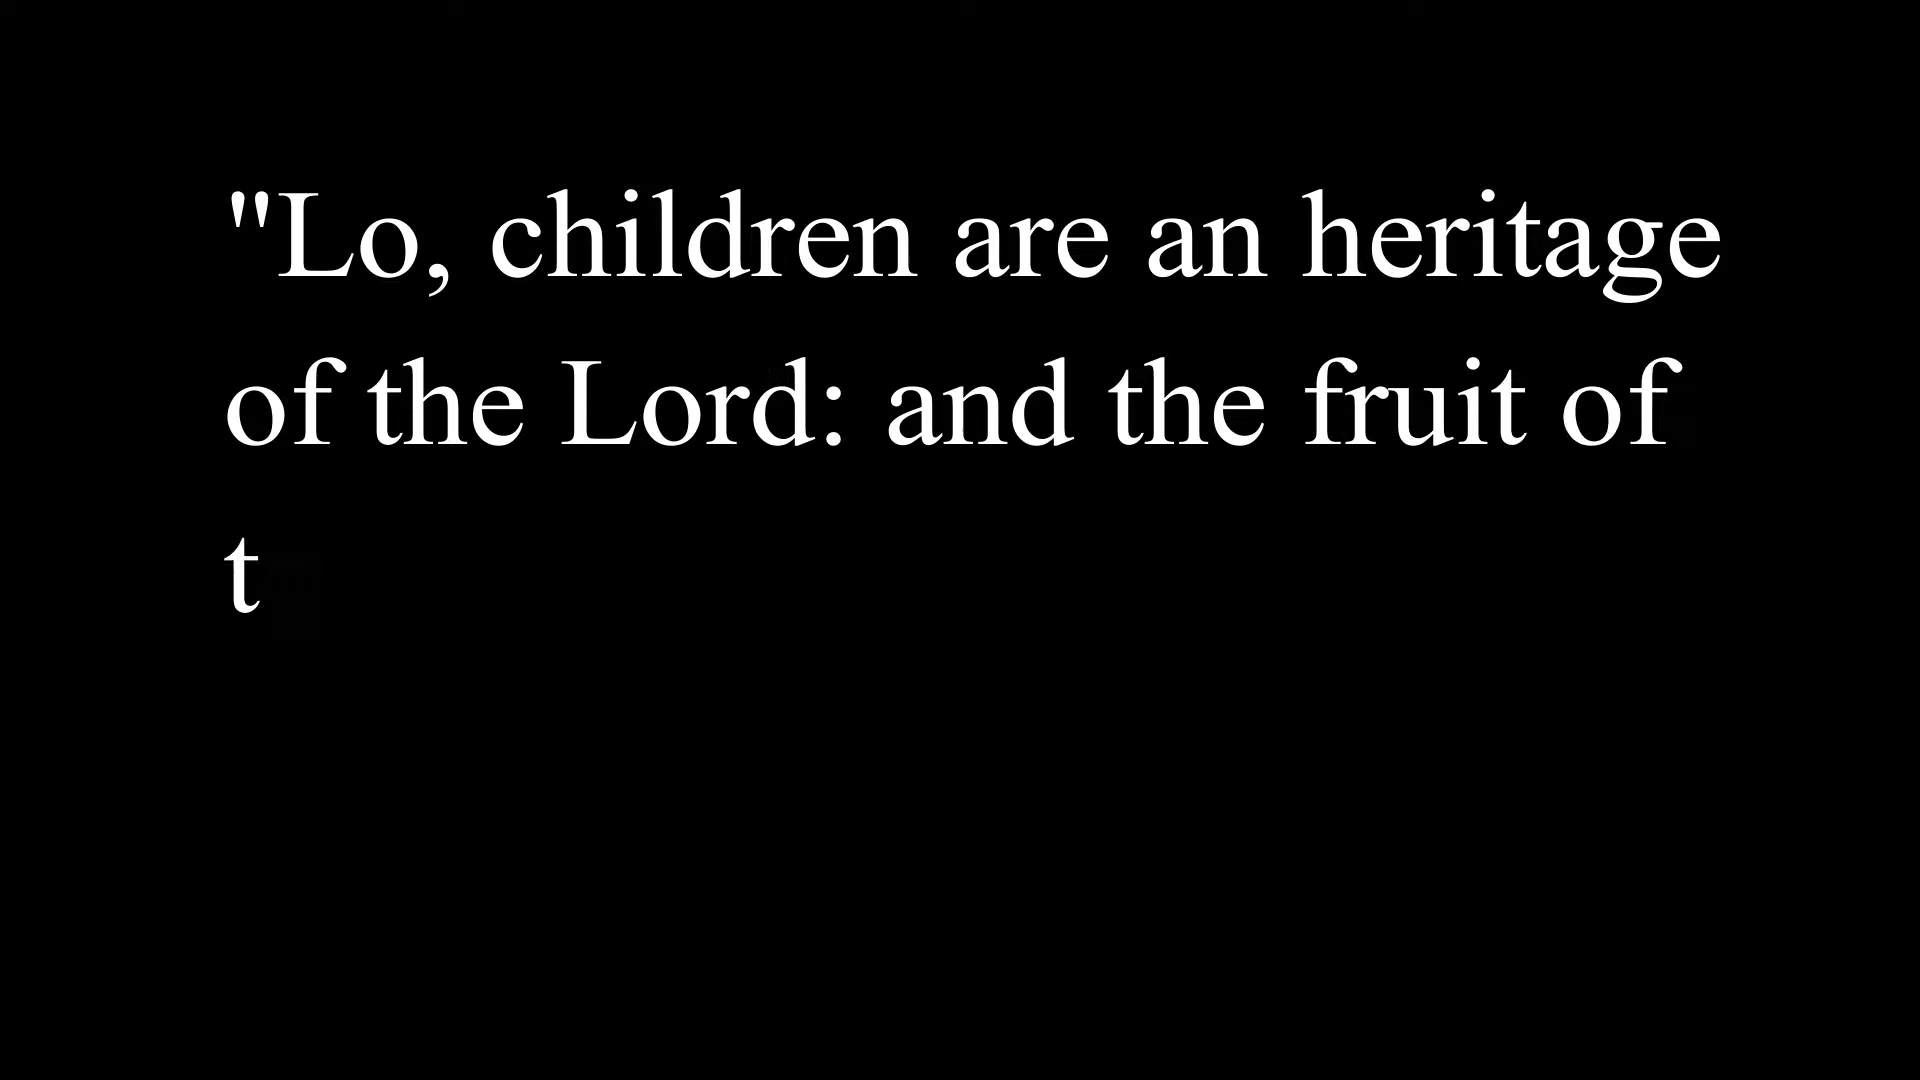 "Lo, children are an heritage
of the Lord: and the fruit of
t